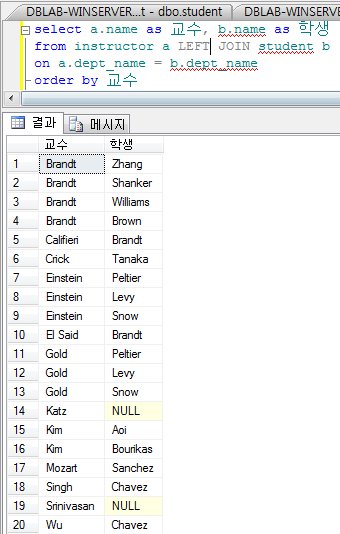 DBLAB-WINSERVER...t - dbo.student DBLAB-WINSERVE
select a.name as 교수, b.name as 학생
from instructor a LEFT JOIN student b
on a.dept_name = b.dept_name
order by 교수
결과 메시지
교수 학생
1 Brandt Zhang
2 Brandt Shanker
3 Brandt Williams
4 Brandt Brown
5 Califieri Brandt
6 Crick Tanaka
7 Einstein Peltier
8 Einstein Levy
9 Einstein Snow
10 El Said Brandt
11 Gold Peltier
12 Gold Levy
13 Gold Snow
14 Katz NULL
15 Kim Aoi
16 Kim Bourikas
17 Mozart Sanchez
18 Singh Chavez
19 Srinivasan NULL
20 Wu Chavez